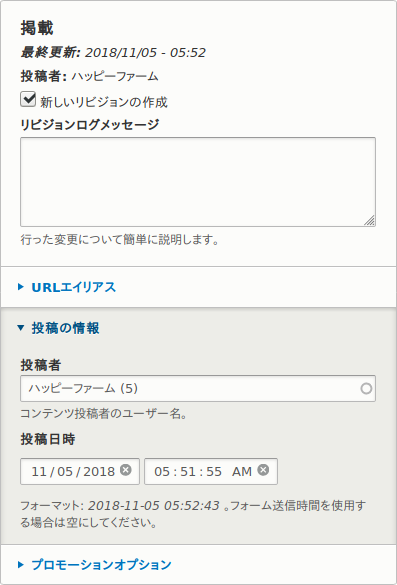 掲載
最終更新: 2018/11/05 - 05:52
投稿者: ハッピーファーム
新しいリビジョンの作成
リビジョンログメッセージ
行った変更について簡単に説明します。
URLエイリアス
投稿の情報
投稿者
ハッピーファーム (5)
コンテンツ投稿者のユーザー名。
投稿日時
11/05/2018 05:51:55 AM
フォーマット: 2018-11-05 05:52:43 。フォーム送信時間を使用す
る場合は空にしてください。
プロモーションオプション